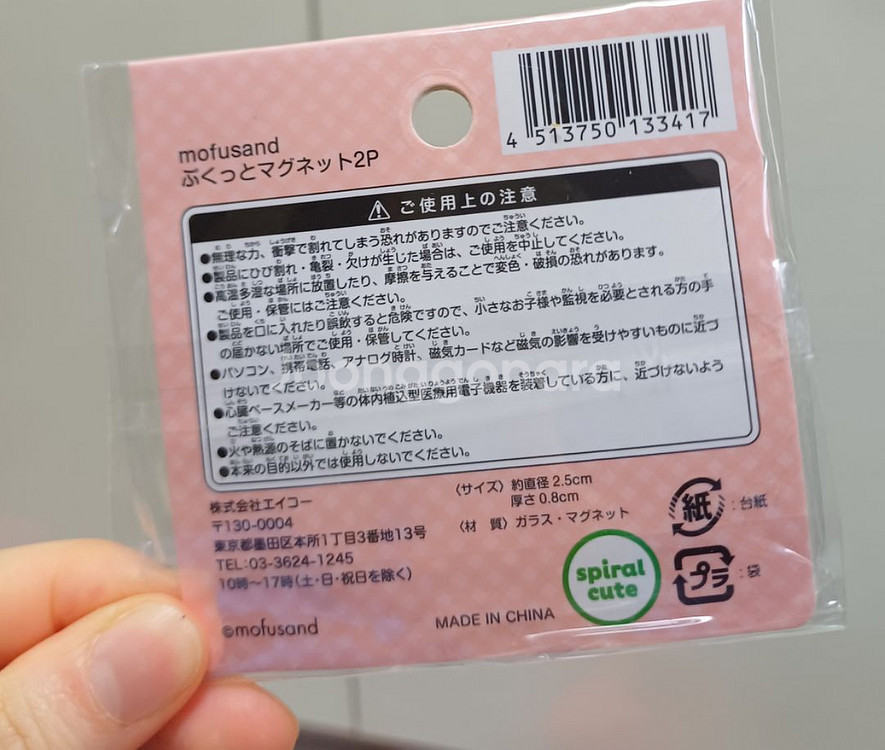 4 513750 133417
mofusand
ぷくっとマグネット2P
ご使用上の注意
●無理な力、衝撃で割れてしまう恐れがありますのでご注意ください。
●製品にひび割れ・亀裂・欠けが生じた場合は、ご使用を中止してください。
●高温多湿な場所に放置したり、摩擦を与えることで変色・破損の恐れがあります。
ご使用・保管にはご注意ください。
●製品を口に入れたり誤飲すると危険ですので、小さなお子様や監視を必要とされる方の手
の届かない場所でご使用・保管してください。
●パソコン、携帯電話、アナログ時計、磁気カードなど磁気の影響を受けやすいものに近づ
けないでください。
●心臓ペースメーカー等の体内植込型医療用電子機器を装着している方に、近づけないよう
ご注意ください。
●火や熱源のそばに置かないでください。
●本来の目的以外では使用しないでください。
株式会社エイコー
〒130-0004
東京都墨田区本所1丁目3番地13号
TEL:03-3624-1245
10時〜17時(土・日・祝日を除く)
©mofusand
〈サイズ〉約直径2.5cm
厚さ0.8cm
〈材 質〉ガラス・マグネット
MADE IN CHINA
spiral
cute
紙:台紙
プラ:袋